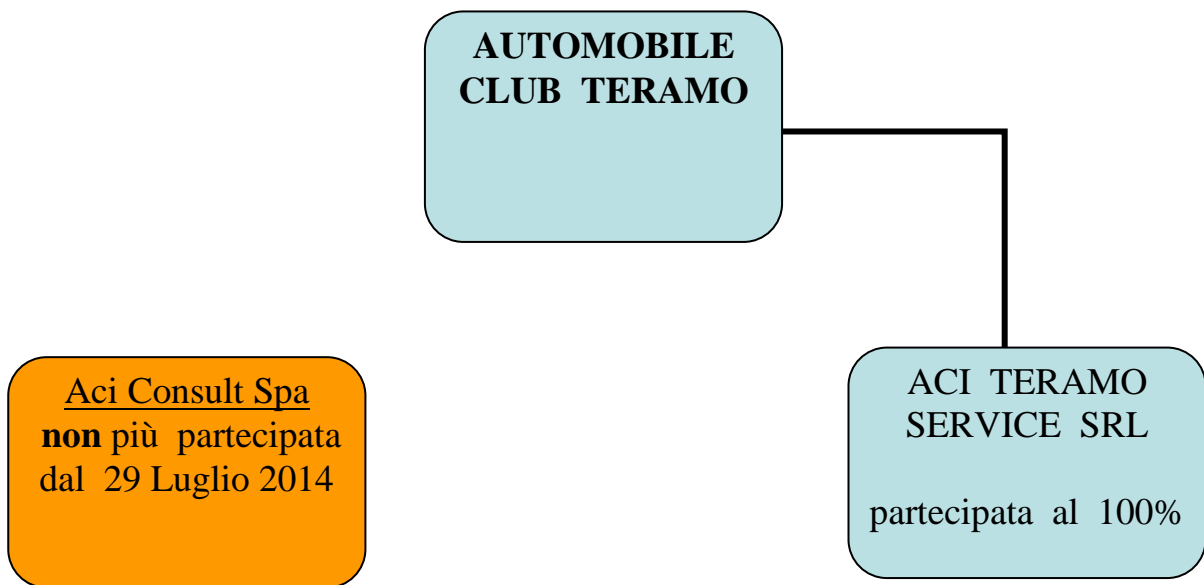 AUTOMOBILE
CLUB TERAMO
Aci Consult Spa
non più partecipata
dal 29 Luglio 2014
ACI TERAMO
SERVICE SRL
partecipata al 100%